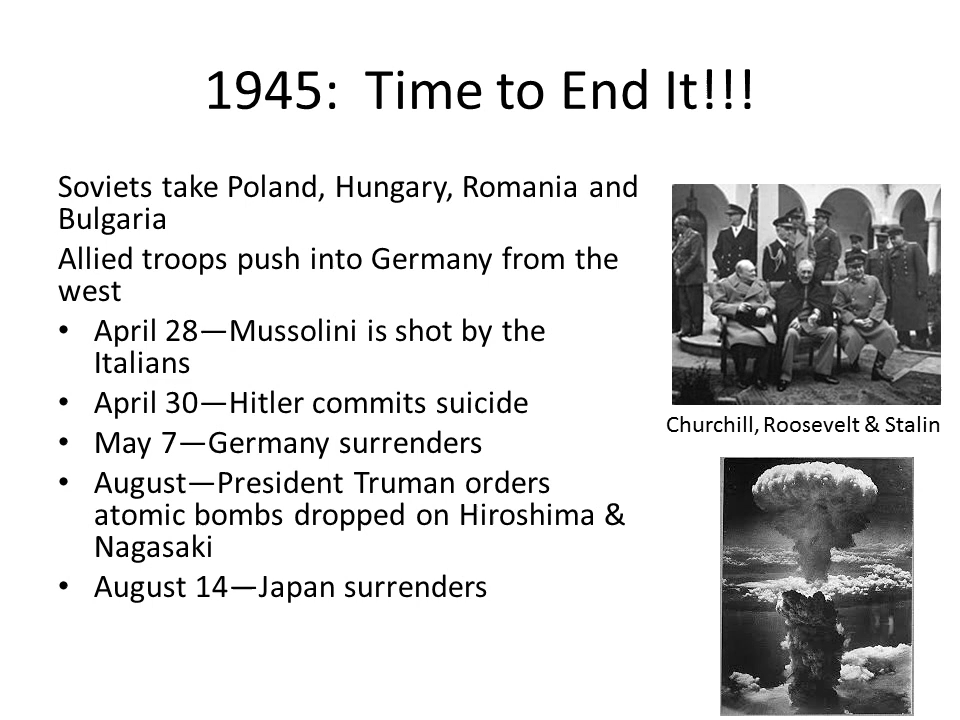 1945:  Time to End It!!!
Soviets take Poland, Hungary, Romania and
Bulgaria
Allied troops push into Germany from the
west
• April 28—Mussolini is shot by the
Italians
• April 30—Hitler commits suicide
• May 7—Germany surrenders
• August—President Truman orders
atomic bombs dropped on Hiroshima &
Nagasaki
• August 14—Japan surrenders
Churchill, Roosevelt & Stalin